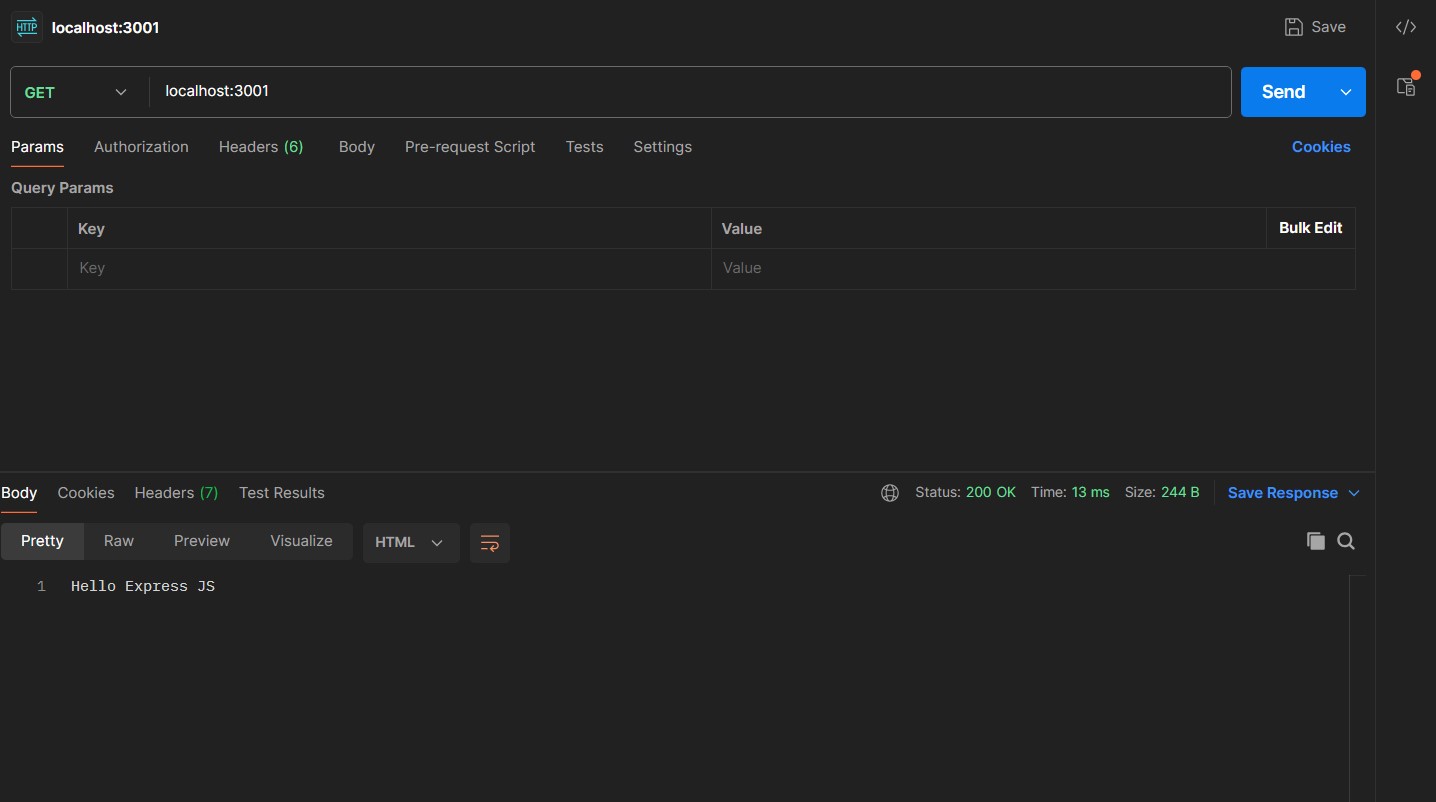 HTTP localhost:3001 Save </>
GET localhost:3001 Send
Params Authorization Headers (6) Body Pre-request Script Tests Settings Cookies
Query Params
Key Value Bulk Edit
Key Value
Body Cookies Headers (7) Test Results Status: 200 OK Time: 13 ms Size: 244 B Save Response
Pretty Raw Preview Visualize HTML
1 Hello Express JS